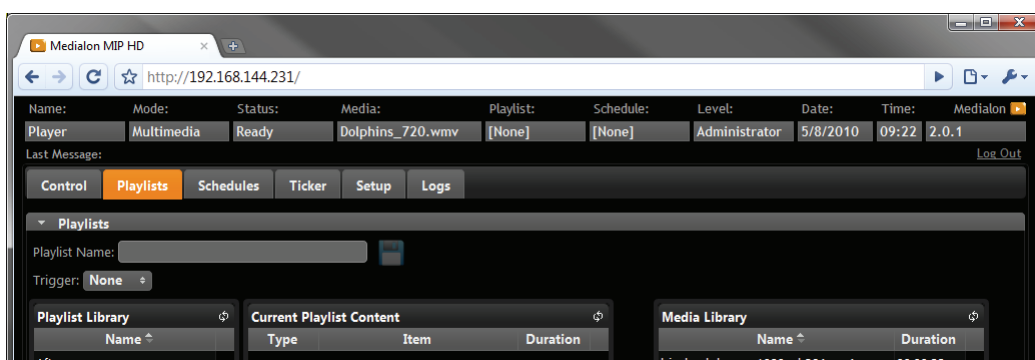 Medialon MIP HD
http://192.168.144.231/
Name: Mode: Status: Media: Playlist: Schedule: Level: Date: Time: Medialon
Player Multimedia Ready Dolphins_720.wmv [None] [None] Administrator 5/8/2010 09:22 2.0.1
Last Message: Log Out
Control Playlists Schedules Ticker Setup Logs
Playlists
Playlist Name:
Trigger: None
Playlist Library Current Playlist Content Media Library
Name Type Item Duration Name Duration